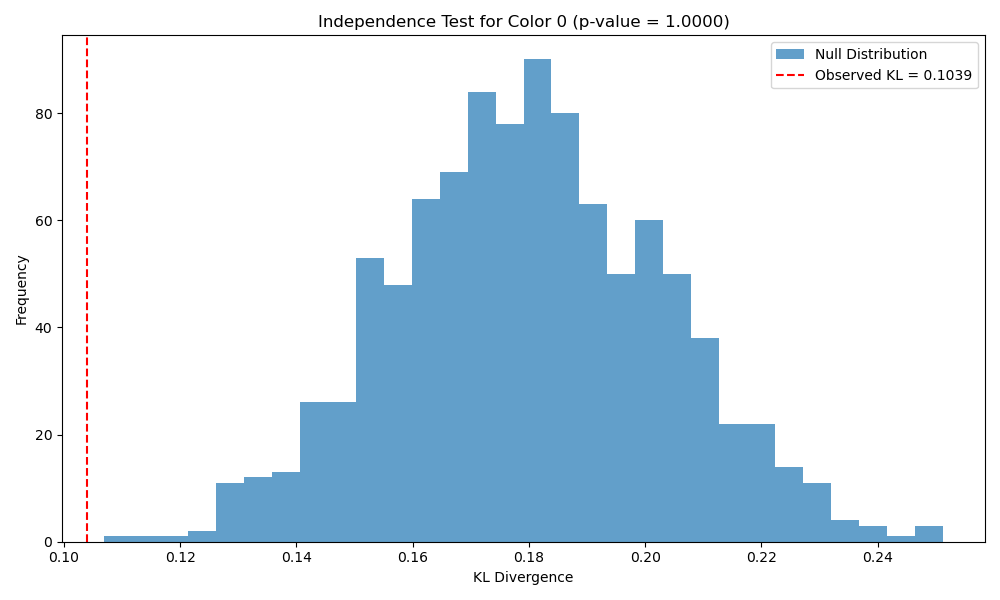 Independence Test for Color 0 (p-value = 1.0000)
Null Distribution
Observed KL = 0.1039
Frequency
80
60
40
20
0
0.10 0.12 0.14 0.16 0.18 0.20 0.22 0.24
KL Divergence